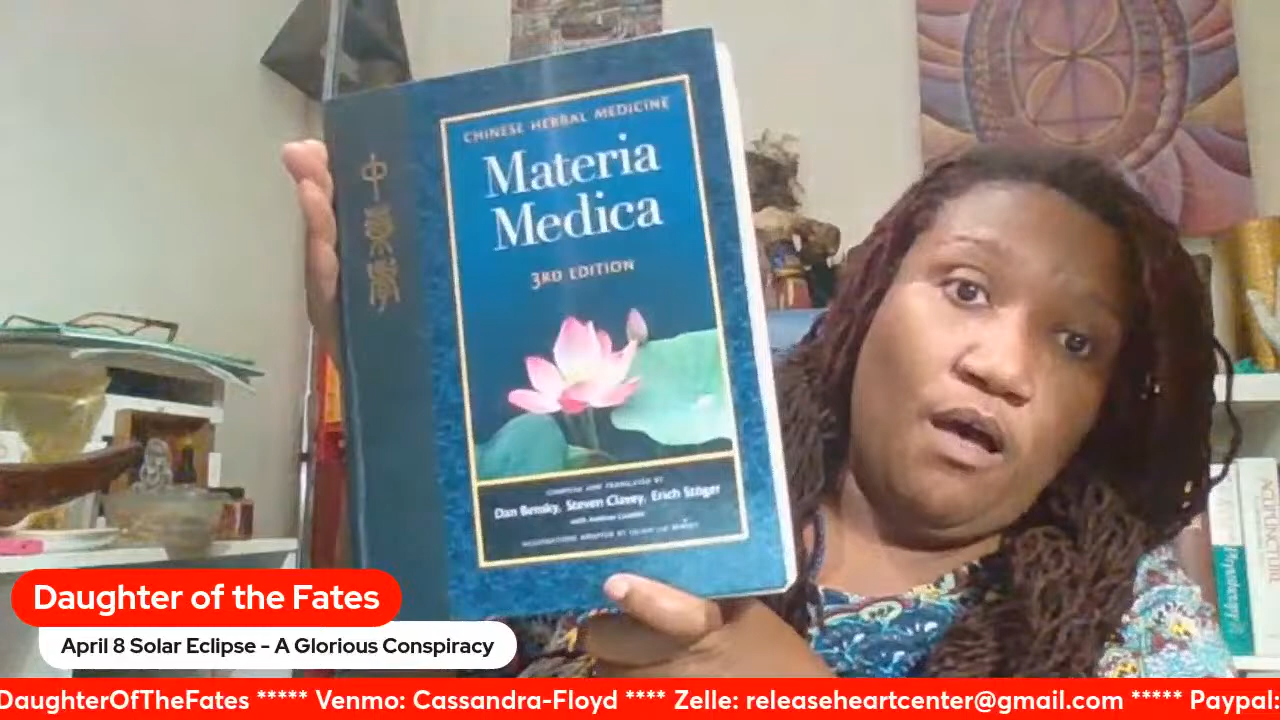 中
藥
學
CHINESE HERBAL MEDICINE
Materia
Medica
3RD EDITION
COMPILED AND TRANSLATED BY
Dan Bensky, Steven Clavey, Erich Stöger
ACUPUNCTURE
Daughter of the Fates
April 8 Solar Eclipse - A Glorious Conspiracy
DaughterOfTheFates ***** Venmo: Cassandra-Floyd **** Zelle: releaseheartcenter@gmail.com ***** Paypal: